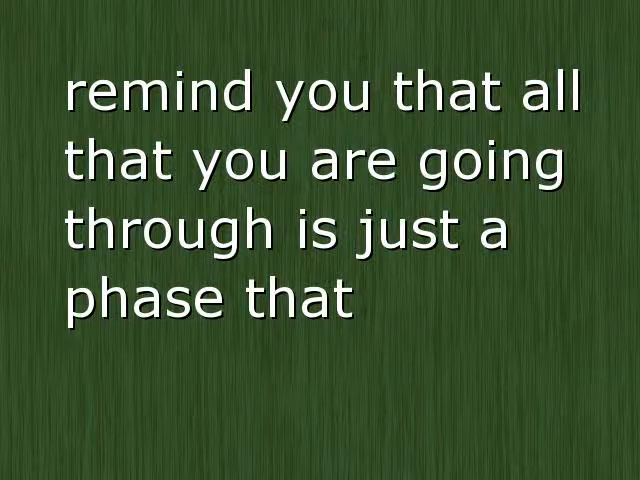 remind you that all
that you are going
through is just a
phase that